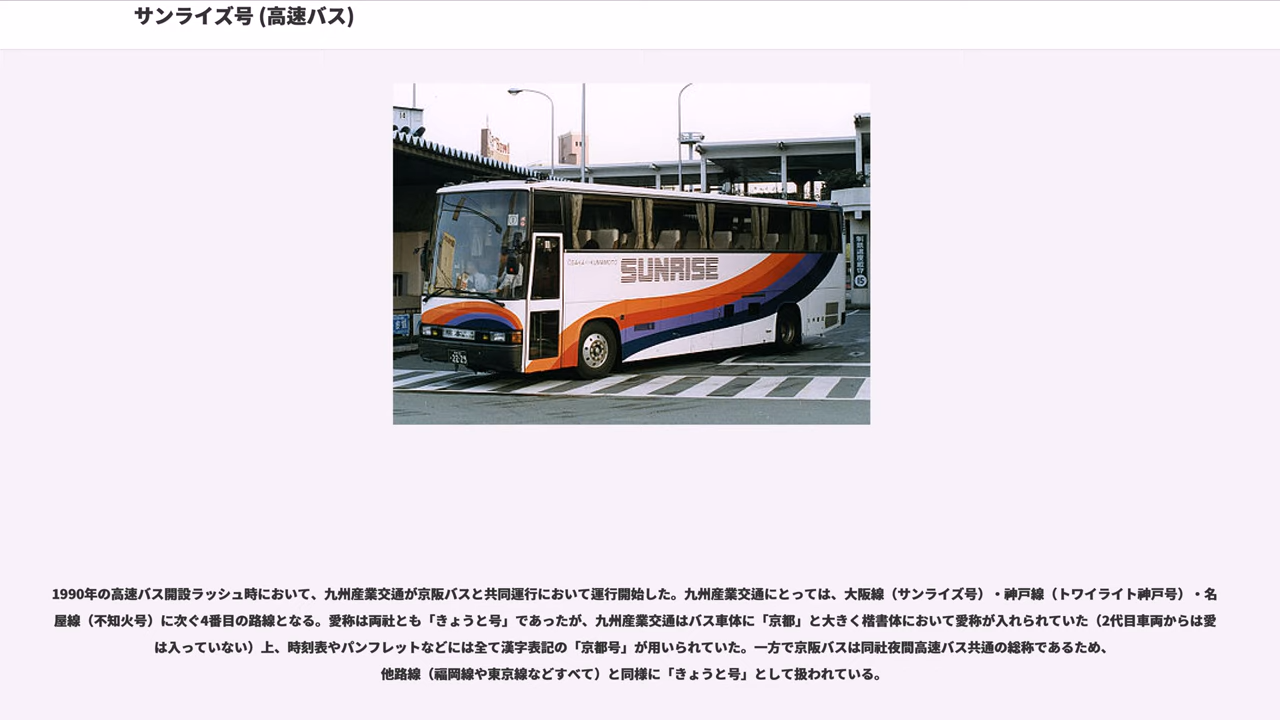 サンライズ号 (高速バス)
OSAKA⇔KUMAMOTO
SUNRISE
22-25
1990年の高速バス開設ラッシュ時において、九州産業交通が京阪バスと共同運行において運行開始した。九州産業交通にとっては、大阪線（サンライズ号）・神戸線（トワイライト神戸号）・名
屋線（不知火号）に次ぐ4番目の路線となる。愛称は両社とも「きょうと号」であったが、九州産業交通はバス車体に「京都」と大きく楷書体において愛称が入れられていた（2代目車両からは愛
は入っていない）上、時刻表やパンフレットなどには全て漢字表記の「京都号」が用いられていた。一方で京阪バスは同社夜間高速バス共通の総称であるため、
他路線（福岡線や東京線などすべて）と同様に「きょうと号」として扱われている。